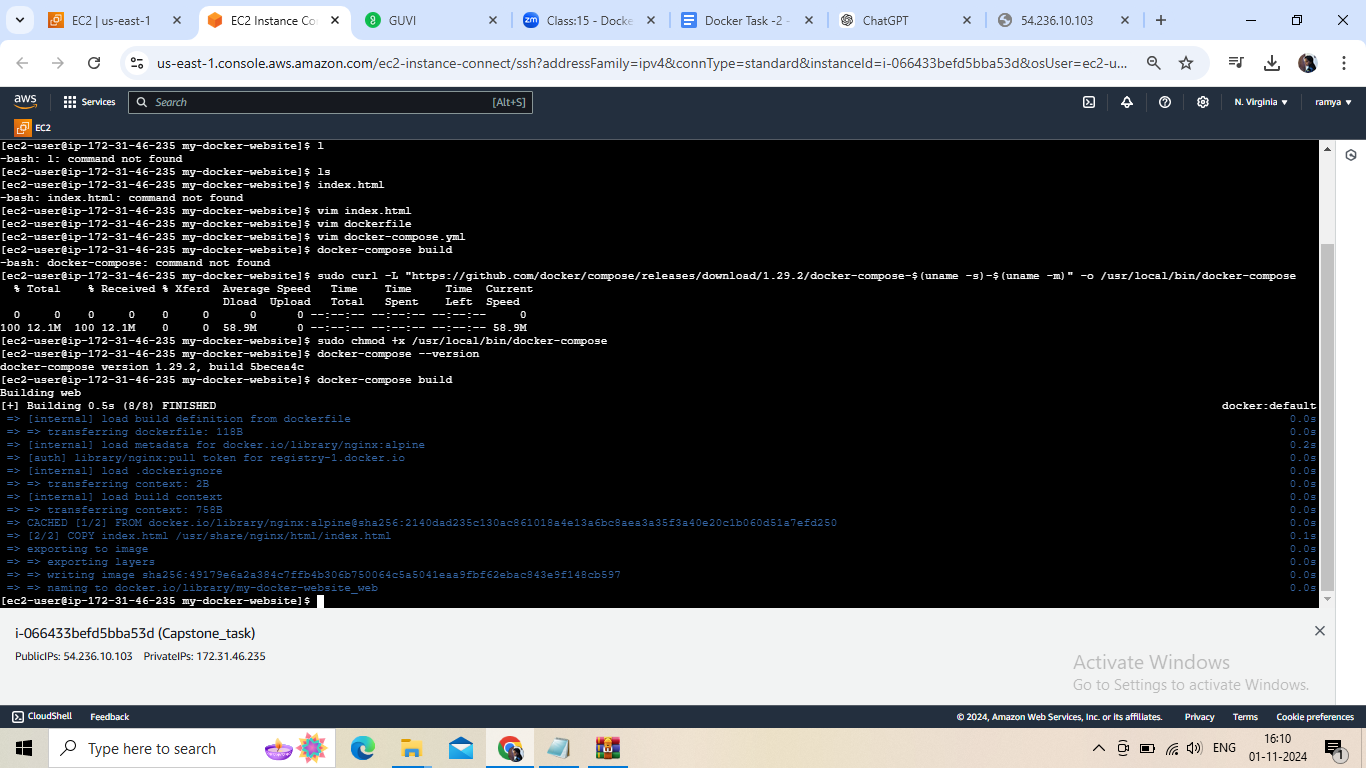 EC2 | us-east-1
EC2 Instance Co
GUVI
Class:15 - Docke
Docker Task -2 -
ChatGPT
54.236.10.103
us-east-1.console.aws.amazon.com/ec2-instance-connect/ssh?addressFamily=ipv4&connType=standard&instanceId=i-066433befd5bba53d&osUser=ec2-u...
aws
Services
Search
[Alt+S]
N. Virginia
ramya
EC2
[ec2-user@ip-172-31-46-235 my-docker-website]$ l
-bash: l: command not found
[ec2-user@ip-172-31-46-235 my-docker-website]$ ls
[ec2-user@ip-172-31-46-235 my-docker-website]$ index.html
-bash: index.html: command not found
[ec2-user@ip-172-31-46-235 my-docker-website]$ vim index.html
[ec2-user@ip-172-31-46-235 my-docker-website]$ vim dockerfile
[ec2-user@ip-172-31-46-235 my-docker-website]$ vim docker-compose.yml
[ec2-user@ip-172-31-46-235 my-docker-website]$ docker-compose build
-bash: docker-compose: command not found
[ec2-user@ip-172-31-46-235 my-docker-website]$ sudo curl -L "https://github.com/docker/compose/releases/download/1.29.2/docker-compose-$(uname -s)-$(uname -m)" -o /usr/local/bin/docker-compose
% Total % Received % Xferd Average Speed Time Time Time Current
Dload Upload Total Spent Left Speed
0 0 0 0 0 0 0 0 --:--:-- --:--:-- --:--:-- 0
100 12.1M 100 12.1M 0 0 58.9M 0 --:--:-- --:--:-- --:--:-- 58.9M
[ec2-user@ip-172-31-46-235 my-docker-website]$ sudo chmod +x /usr/local/bin/docker-compose
[ec2-user@ip-172-31-46-235 my-docker-website]$ docker-compose --version
docker-compose version 1.29.2, build 5becea4c
[ec2-user@ip-172-31-46-235 my-docker-website]$ docker-compose build
Building web
[+] Building 0.5s (8/8) FINISHED docker:default
=> [internal] load build definition from dockerfile 0.0s
=> => transferring dockerfile: 118B 0.0s
=> [internal] load metadata for docker.io/library/nginx:alpine 0.2s
=> [auth] library/nginx:pull token for registry-1.docker.io 0.0s
=> [internal] load .dockerignore 0.0s
=> => transferring context: 2B 0.0s
=> [internal] load build context 0.0s
=> => transferring context: 758B 0.0s
=> CACHED [1/2] FROM docker.io/library/nginx:alpine@sha256:2140dad235c130ac861018a4e13a6bc8aea3a35f3a40e20c1b060d51a7efd250 0.0s
=> [2/2] COPY index.html /usr/share/nginx/html/index.html 0.1s
=> exporting to image 0.0s
=> => exporting layers 0.0s
=> => writing image sha256:49179e6a2a384c7ffb4b306b750064c5a5041eaa9fbf62ebac843e9f148cb597 0.0s
=> => naming to docker.io/library/my-docker-website_web 0.0s
[ec2-user@ip-172-31-46-235 my-docker-website]$
i-066433befd5bba53d (Capstone_task)
PublicIPs: 54.236.10.103 PrivateIPs: 172.31.46.235
Activate Windows
Go to Settings to activate Windows.
CloudShell
Feedback
© 2024, Amazon Web Services, Inc. or its affiliates.
Privacy
Terms
Cookie preferences
Type here to search
ENG
16:10
01-11-2024
1